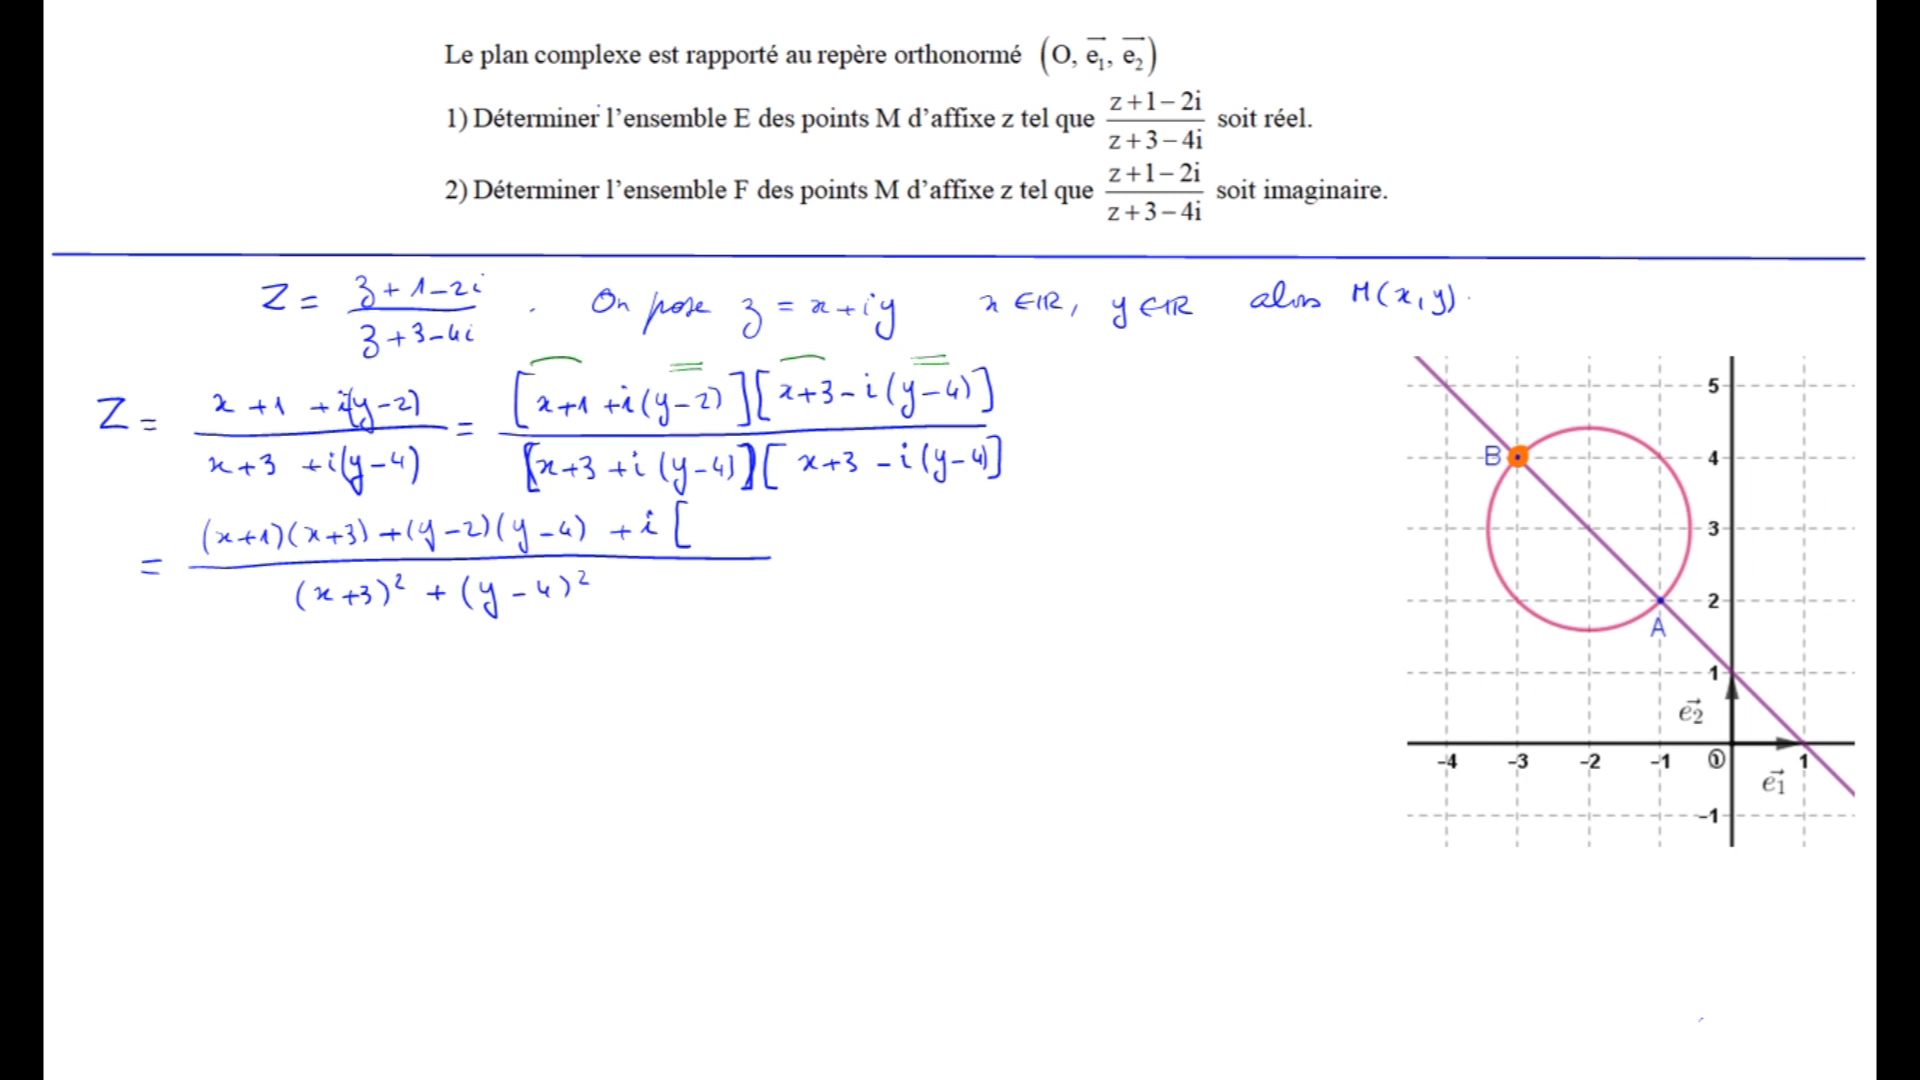 Le plan complexe est rapporté au repère orthonormé (O, e₁⃗, e₂⃗)
1) Déterminer l'ensemble E des points M d'affixe z tel que (z+1−2i)/(z+3−4i) soit réel.
2) Déterminer l'ensemble F des points M d'affixe z tel que (z+1−2i)/(z+3−4i) soit imaginaire.
Z = (z+1−2i)/(z+3−4i) . On pose z = x+iy x∈IR, y∈IR alors M(x,y).
Z = (x+1+i(y−2))/(x+3+i(y−4)) = ([x+1+i(y−2)][x+3−i(y−4)])/([x+3+i(y−4)][x+3−i(y−4)])
= ((x+1)(x+3)+(y−2)(y−4)+i[)/((x+3)²+(y−4)²)
5
B 4
3
2
A
1
e₂⃗
−4 −3 −2 −1 0 1
e₁⃗
−1